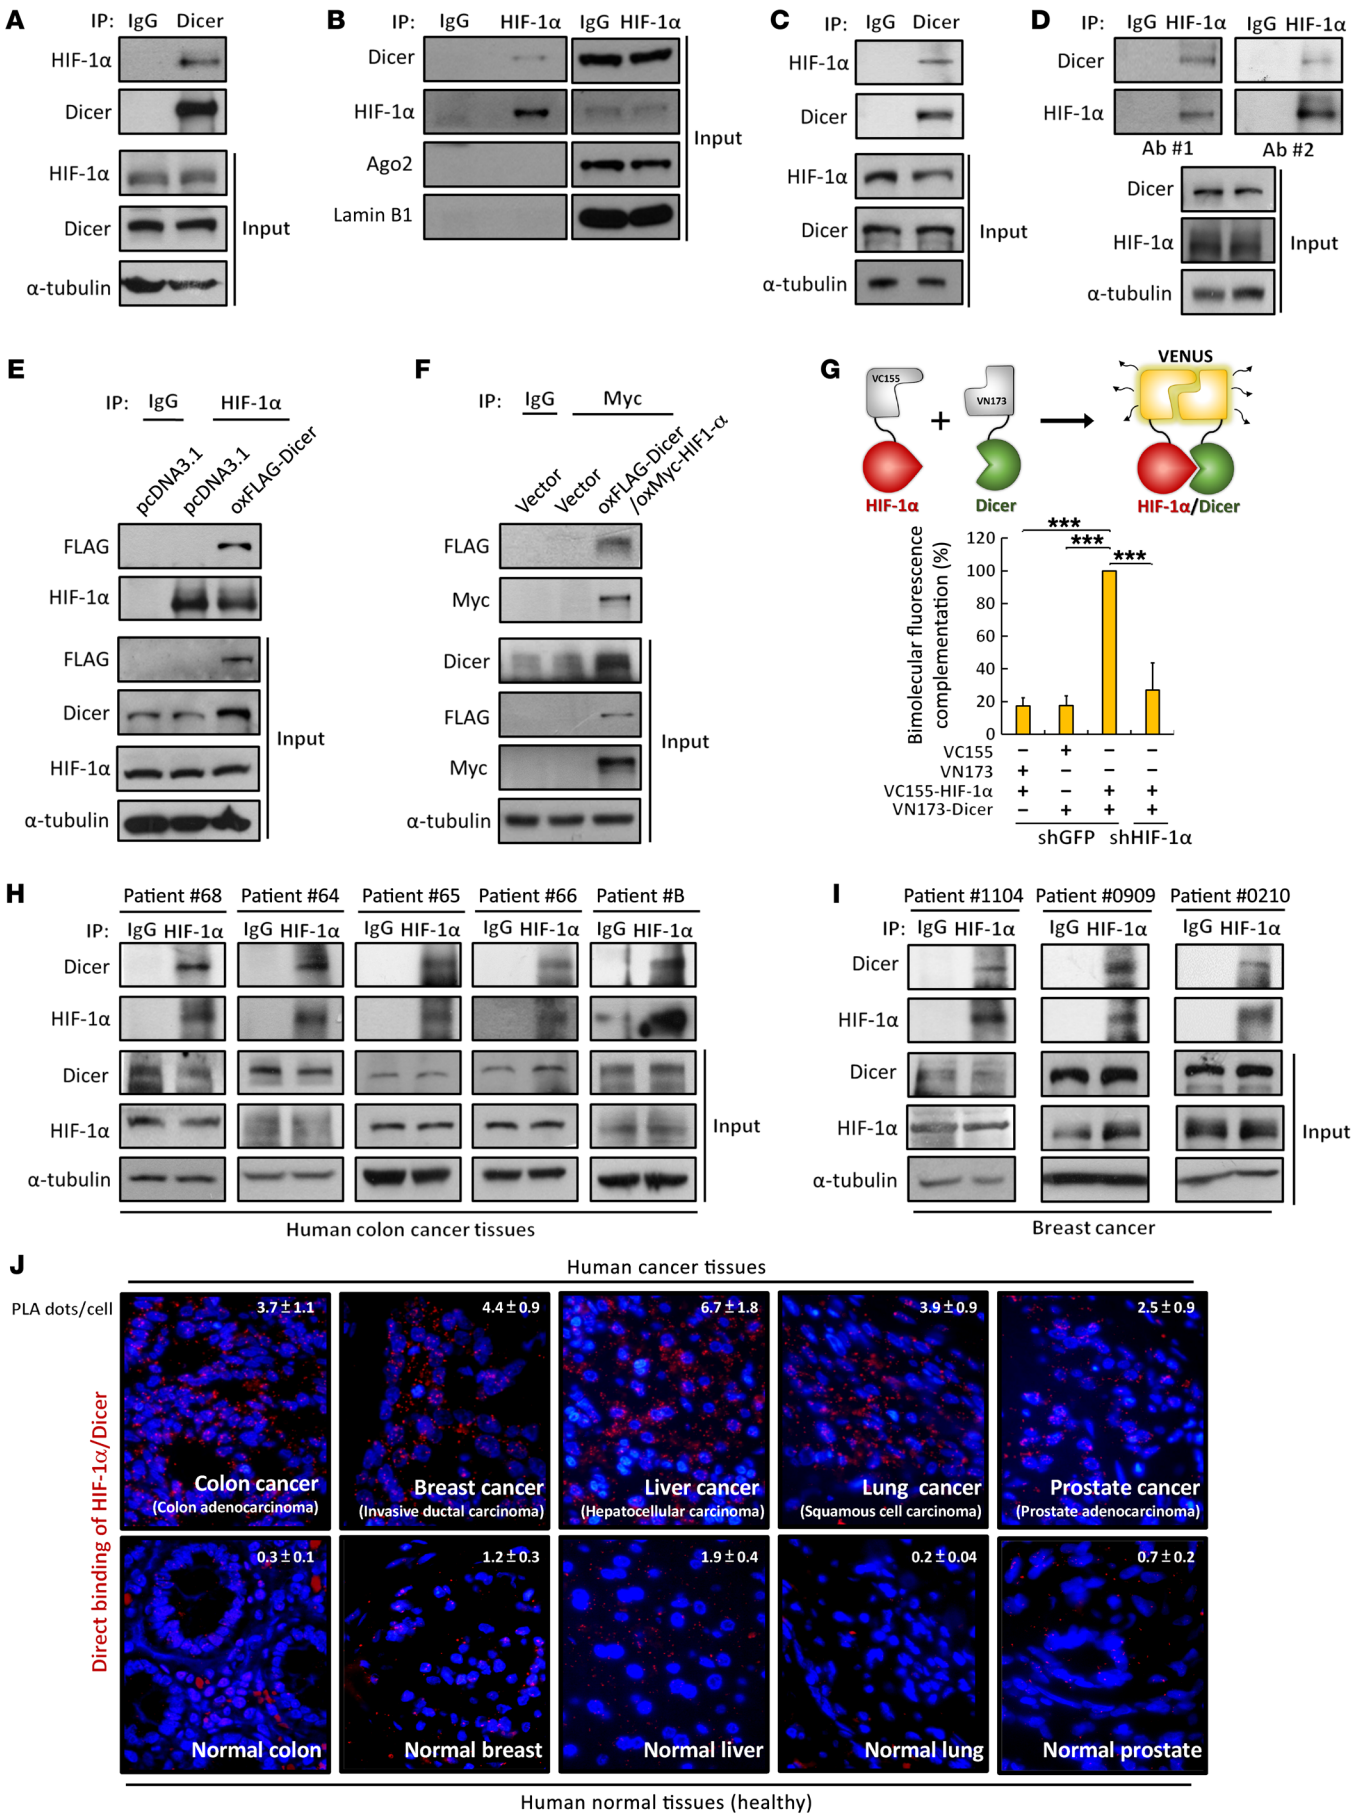 A
IP: IgG Dicer
HIF-1α
Dicer
HIF-1α
Dicer
α-tubulin
Input
B
IP: IgG HIF-1α IgG HIF-1α
Dicer
HIF-1α
Ago2
Lamin B1
Input
C
IP: IgG Dicer
HIF-1α
Dicer
HIF-1α
Dicer
α-tubulin
Input
D
IP: IgG HIF-1α IgG HIF-1α
Dicer
HIF-1α
Ab #1 Ab #2
Dicer
HIF-1α
α-tubulin
Input
E
IP: IgG HIF-1α
pcDNA3.1 pcDNA3.1 oxFLAG-Dicer
FLAG
HIF-1α
FLAG
Dicer
HIF-1α
α-tubulin
Input
F
IP: IgG Myc
Vector Vector oxFLAG-Dicer
/oxMyc-HIF1-α
FLAG
Myc
Dicer
FLAG
Myc
α-tubulin
Input
G
VENUS
VC155
VN173
+
HIF-1α Dicer HIF-1α/Dicer
Bimolecular fluorescence
complementation (%)
120
100
80
60
40
20
0
*** *** ***
VC155 – + – –
VN173 + – – –
VC155-HIF-1α + – + +
VN173-Dicer – + + +
shGFP shHIF-1α
H
Patient #68 Patient #64 Patient #65 Patient #66 Patient #B
IP: IgG HIF-1α IgG HIF-1α IgG HIF-1α IgG HIF-1α IgG HIF-1α
Dicer
HIF-1α
Dicer
HIF-1α
α-tubulin
Input
Human colon cancer tissues
I
Patient #1104 Patient #0909 Patient #0210
IP: IgG HIF-1α IgG HIF-1α IgG HIF-1α
Dicer
HIF-1α
Dicer
HIF-1α
α-tubulin
Input
Breast cancer
J
Human cancer tissues
PLA dots/cell
Direct binding of HIF-1α/Dicer
3.7±1.1 4.4±0.9 6.7±1.8 3.9±0.9 2.5±0.9
Colon cancer Breast cancer Liver cancer Lung cancer Prostate cancer
(Colon adenocarcinoma) (Invasive ductal carcinoma) (Hepatocellular carcinoma) (Squamous cell carcinoma) (Prostate adenocarcinoma)
0.3±0.1 1.2±0.3 1.9±0.4 0.2±0.04 0.7±0.2
Normal colon Normal breast Normal liver Normal lung Normal prostate
Human normal tissues (healthy)